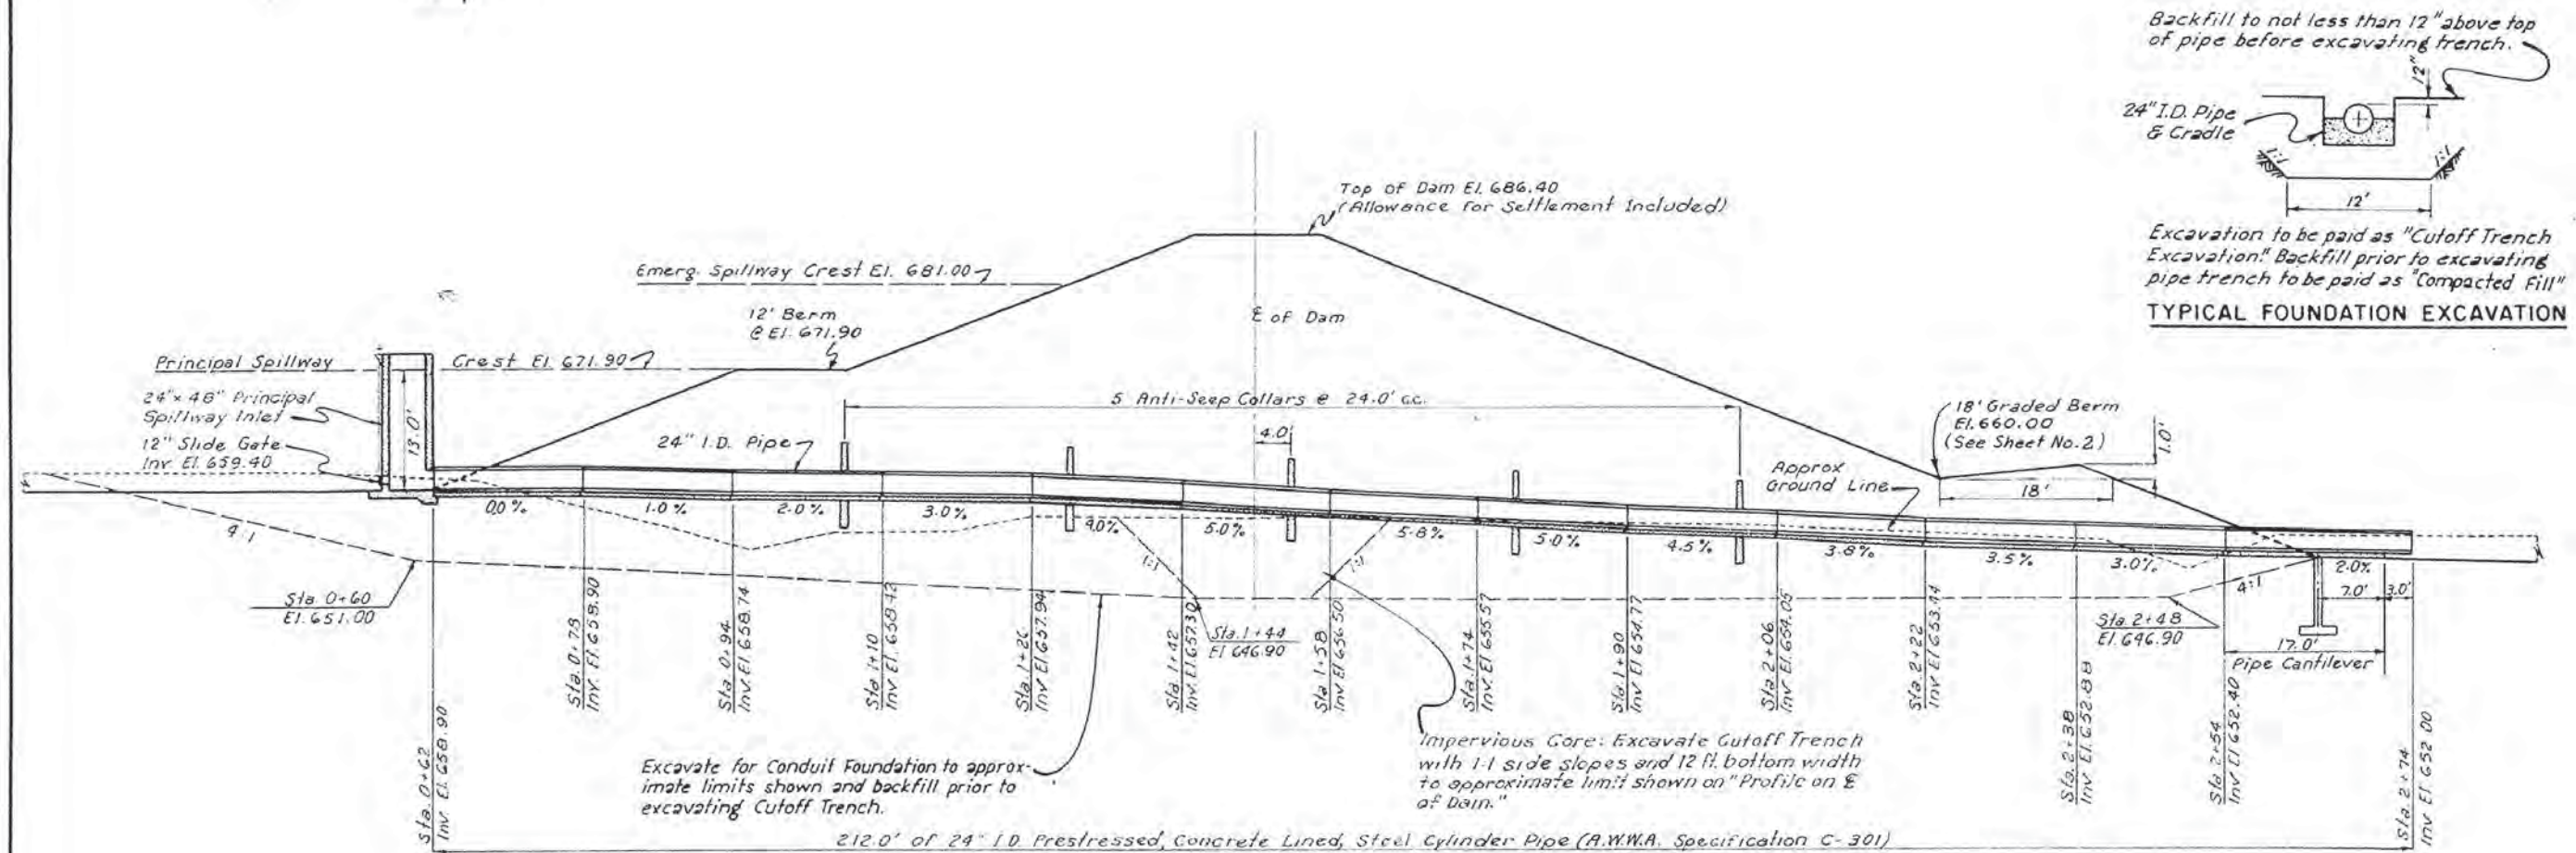 Backfill to not less than 12" above top
of pipe before excavating trench.
12"
24" I.D. Pipe
& Cradle
1:1
1:1
12'
Excavation to be paid as "Cutoff Trench
Excavation." Backfill prior to excavating
pipe trench to be paid as "Compacted Fill"
TYPICAL FOUNDATION EXCAVATION
Top of Dam El. 686.40
(Allowance for Settlement Included)
Emerg. Spillway Crest El. 681.00
12' Berm
@ El. 671.90
℄ of Dam
Principal Spillway Crest El. 671.90
24" x 48" Principal
Spillway Inlet
12" Slide Gate
Inv. El. 659.40
13.0'
24" I.D. Pipe
5 Anti-Seep Collars @ 24.0' c.c.
4.0'
18' Graded Berm
El. 660.00
(See Sheet No. 2)
1.0'
18'
Approx
Ground Line
0.0%
1.0%
2.0%
3.0%
4.0%
5.0%
5.8%
5.0%
4.5%
3.8%
3.5%
3.0%
2.0%
4:1
1:1
1:1
4:1
7.0'
3.0'
17.0'
Pipe Cantilever
Sta. 0+60
El. 651.00
Sta. 1+44
El 646.90
Sta. 2+48
El 646.90
Sta. 0+62
Inv. El. 658.90
Sta. 0+78
Inv. El. 658.90
Sta. 0+94
Inv. El. 658.74
Sta. 1+10
Inv. El. 658.42
Sta. 1+26
Inv. El. 657.94
Sta. 1+42
Inv. El. 657.30
Sta. 1+58
Inv El 656.50
Sta. 1+74
Inv. El. 655.57
Sta. 1+90
Inv El 654.77
Sta. 2+06
Inv El. 654.05
Sta. 2+22
Inv El. 653.44
Sta. 2+38
Inv El. 652.88
Sta. 2+54
Inv El 652.40
Sta. 2+74
Inv El 652.00
Excavate for Conduit Foundation to approx-
imate limits shown and backfill prior to
excavating Cutoff Trench.
Impervious Core: Excavate Cutoff Trench
with 1:1 side slopes and 12 ft. bottom width
to approximate limit shown on "Profile on ℄
of Dam."
212.0' of 24" I.D. Prestressed, Concrete Lined, Steel Cylinder Pipe (A.W.W.A. Specification C-301)